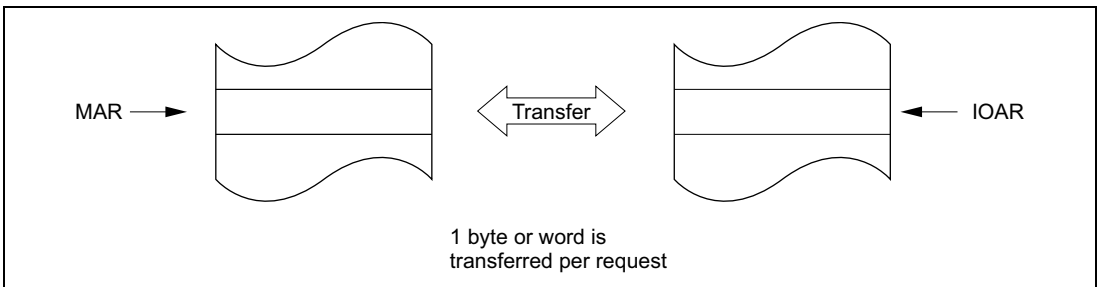 MAR
Transfer
IOAR
1 byte or word is
transferred per request